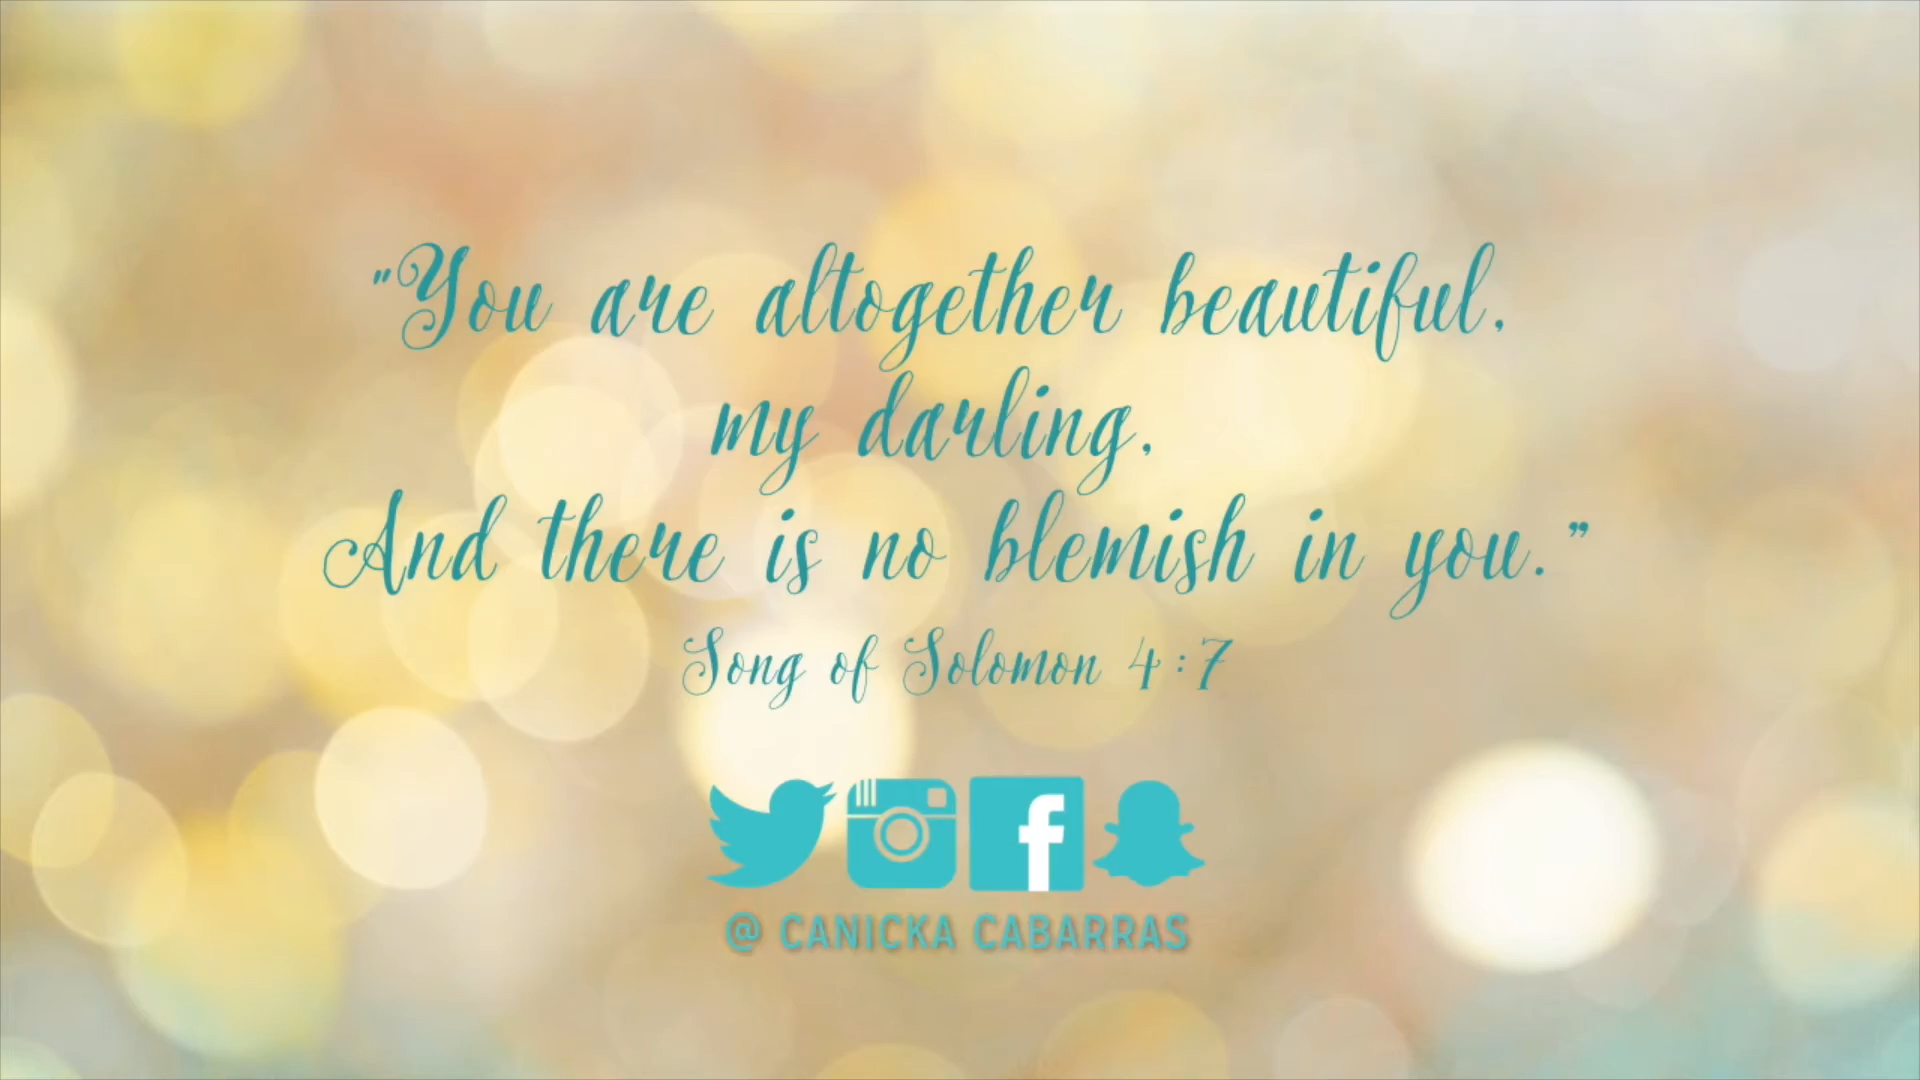 "You are altogether beautiful,
my darling,
And there is no blemish in you."
Song of Solomon 4:7
@ CANICKA CABARRAS